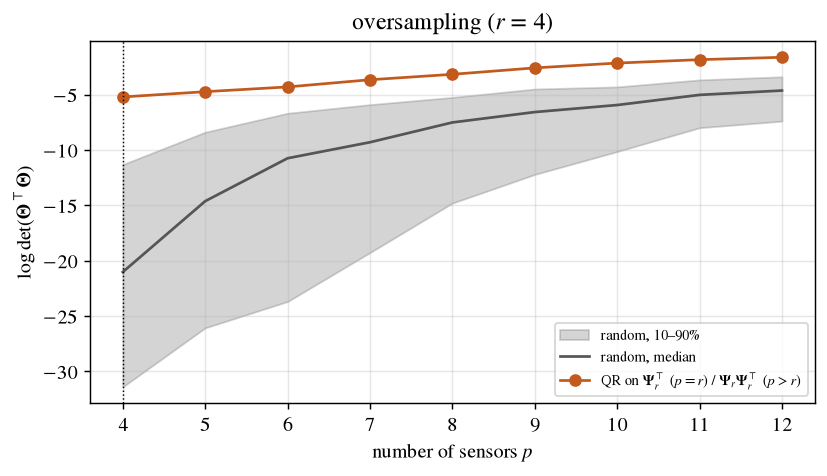 oversampling (r = 4)
log det(Θ⊤Θ)
−5
−10
−15
−20
−25
−30
random, 10–90%
random, median
QR on Ψᵣ⊤ (p = r) / ΨᵣΨᵣ⊤ (p > r)
4 5 6 7 8 9 10 11 12
number of sensors p